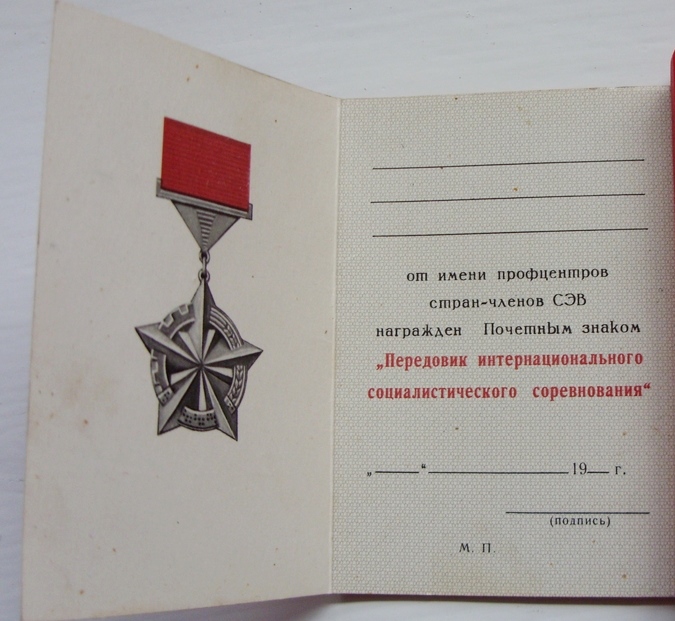 от имени профцентров
стран-членов СЭВ
награжден Почетным знаком
„Передовик интернационального
социалистического соревнования“
„ “ 19 г.
(подпись)
М. П.